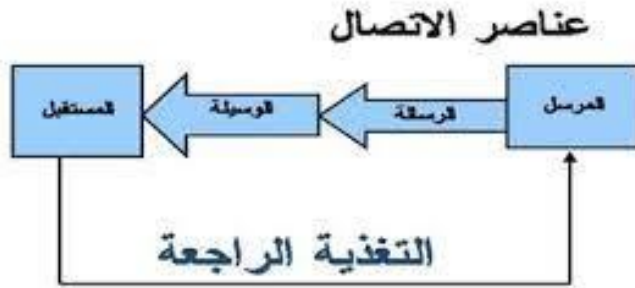 عناصر الاتصال
المرسل
الرسالة
الوسيلة
المستقبل
التغذية الراجعة